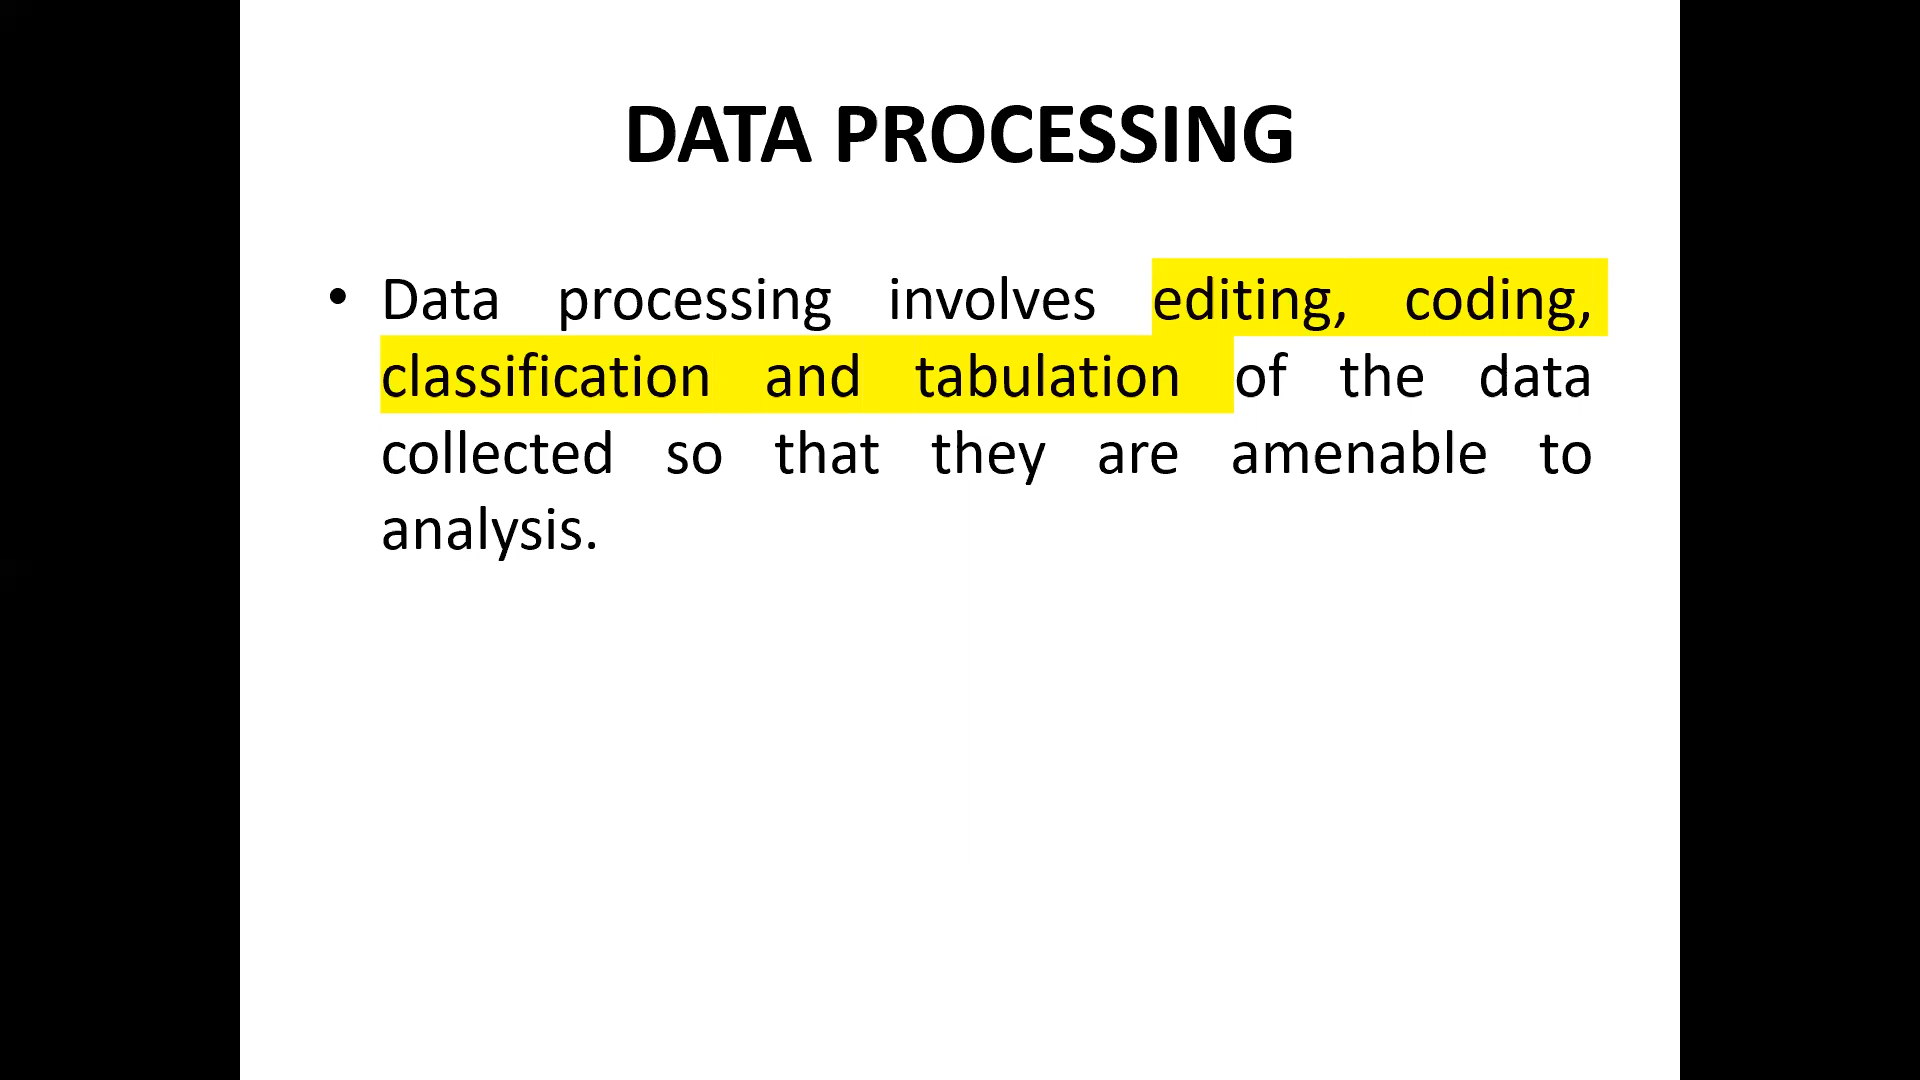 DATA PROCESSING
• Data processing involves editing, coding,
classification and tabulation of the data
collected so that they are amenable to
analysis.